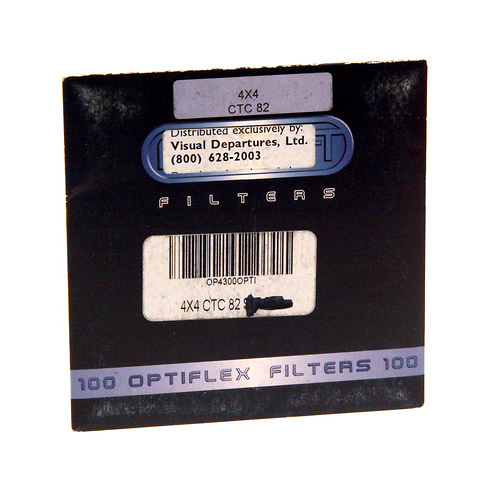 4X4
CTC 82
Distributed exclusively by:
Visual Departures, Ltd.
(800) 628-2003
FILTERS
OP4300OPTI
4X4 CTC 82
100 OPTIFLEX FILTERS 100